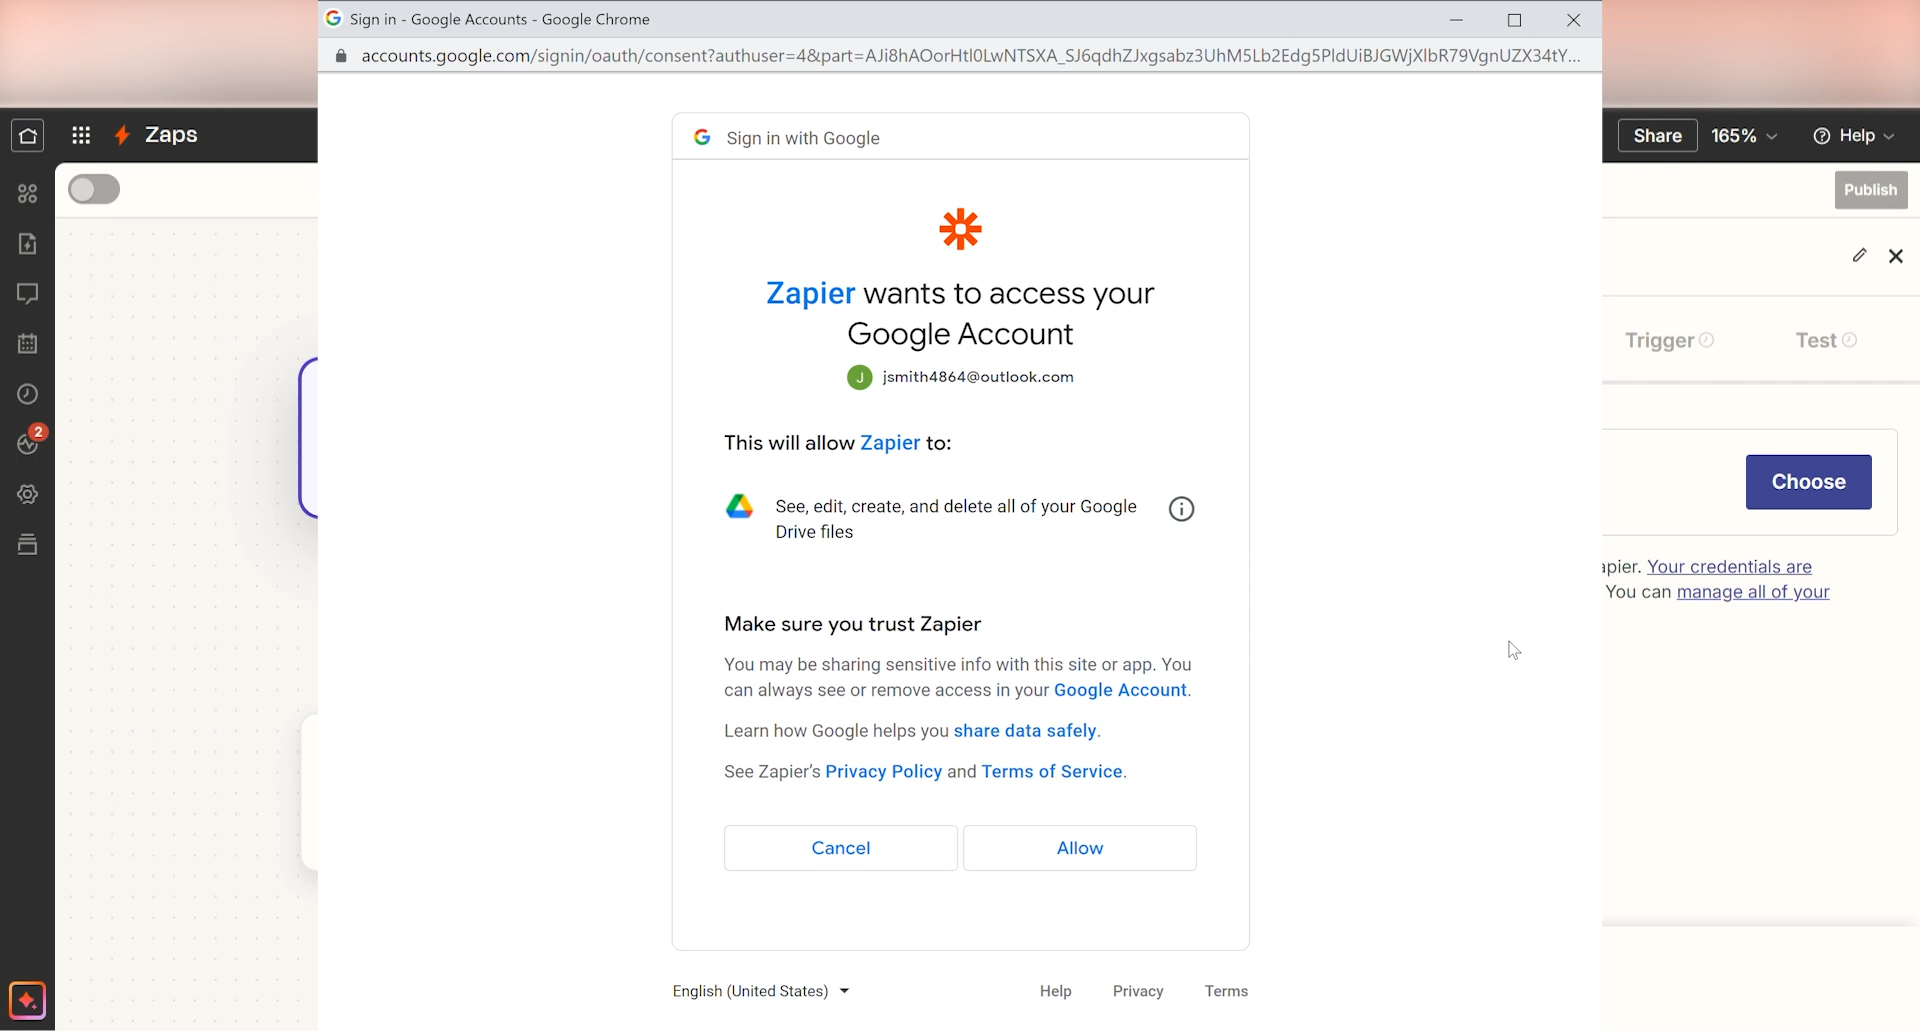 Sign in - Google Accounts - Google Chrome
accounts.google.com/signin/oauth/consent?authuser=4&part=AJi8hAOorHtl0LwNTSXA_SJ6qdhZJxgsabz3UhM5Lb2Edg5PldUiBJGWjXlbR79VgnUZX34tY...
Zaps
Share 165% Help
Publish
Sign in with Google
Zapier wants to access your
Google Account
J jsmith4864@outlook.com
Trigger Test
2
This will allow Zapier to:
See, edit, create, and delete all of your Google
Drive files
Choose
apier. Your credentials are
You can manage all of your
Make sure you trust Zapier
You may be sharing sensitive info with this site or app. You
can always see or remove access in your Google Account.
Learn how Google helps you share data safely.
See Zapier's Privacy Policy and Terms of Service.
Cancel Allow
English (United States) Help Privacy Terms